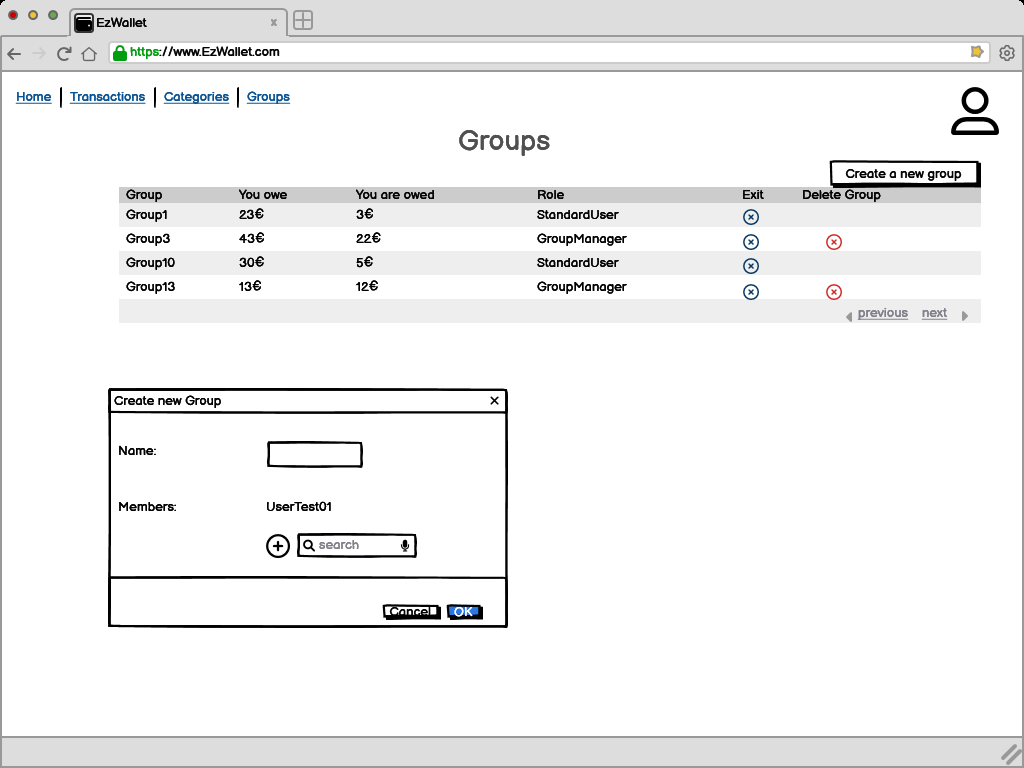 EzWallet
https://www.EzWallet.com
Home Transactions Categories Groups
Groups
Create a new group
Group You owe You are owed Role Exit Delete Group
Group1 23€ 3€ StandardUser
Group3 43€ 22€ GroupManager
Group10 30€ 5€ StandardUser
Group13 13€ 12€ GroupManager
previous next
Create new Group
Name:
Members: UserTest01
search
Cancel OK